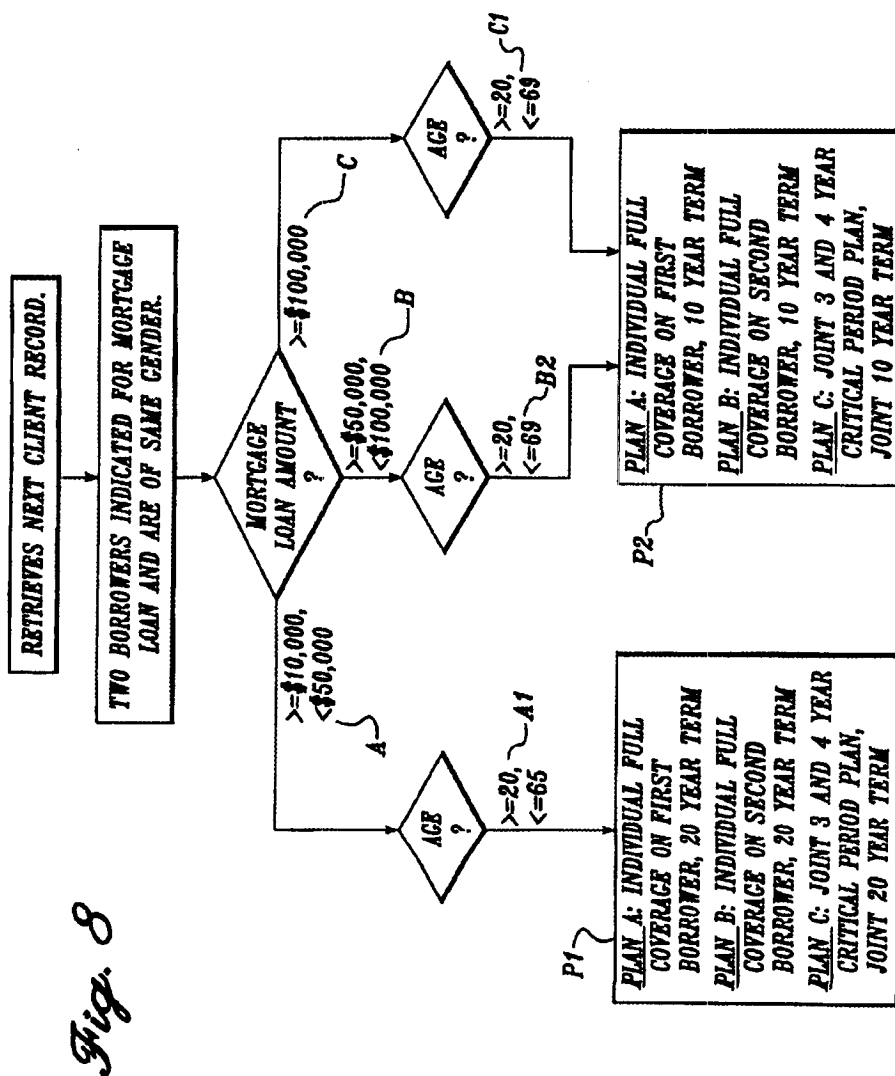 Fig. 8
RETRIEVES NEXT CLIENT RECORD.
TWO BORROWERS INDICATED FOR MORTGAGE
LOAN AND ARE OF SAME GENDER.
MORTGAGE
LOAN AMOUNT
?
>=$10,000,
<$50,000
A
>=$50,000,
<$100,000
B
>=$100,000
C
AGE
?
>=20,
<=65
A1
AGE
?
>=20,
<=69
B2
AGE
?
>=20,
<=69
C1
P1
PLAN A: INDIVIDUAL FULL
COVERAGE ON FIRST
BORROWER, 20 YEAR TERM
PLAN B: INDIVIDUAL FULL
COVERAGE ON SECOND
BORROWER, 20 YEAR TERM
PLAN C: JOINT 3 AND 4 YEAR
CRITICAL PERIOD PLAN,
JOINT 20 YEAR TERM
P2
PLAN A: INDIVIDUAL FULL
COVERAGE ON FIRST
BORROWER, 10 YEAR TERM
PLAN B: INDIVIDUAL FULL
COVERAGE ON SECOND
BORROWER, 10 YEAR TERM
PLAN C: JOINT 3 AND 4 YEAR
CRITICAL PERIOD PLAN,
JOINT 10 YEAR TERM